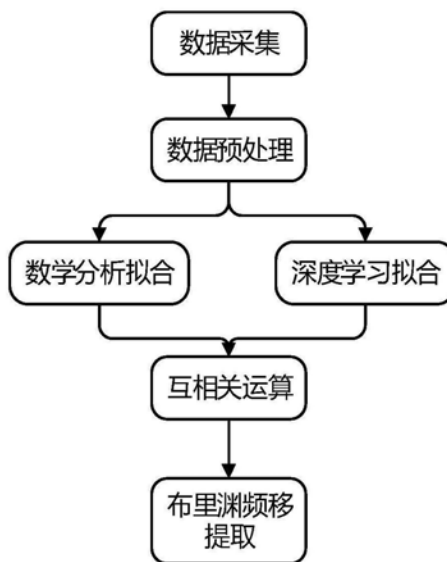 数据采集
数据预处理
数学分析拟合
深度学习拟合
互相关运算
布里渊频移
提取